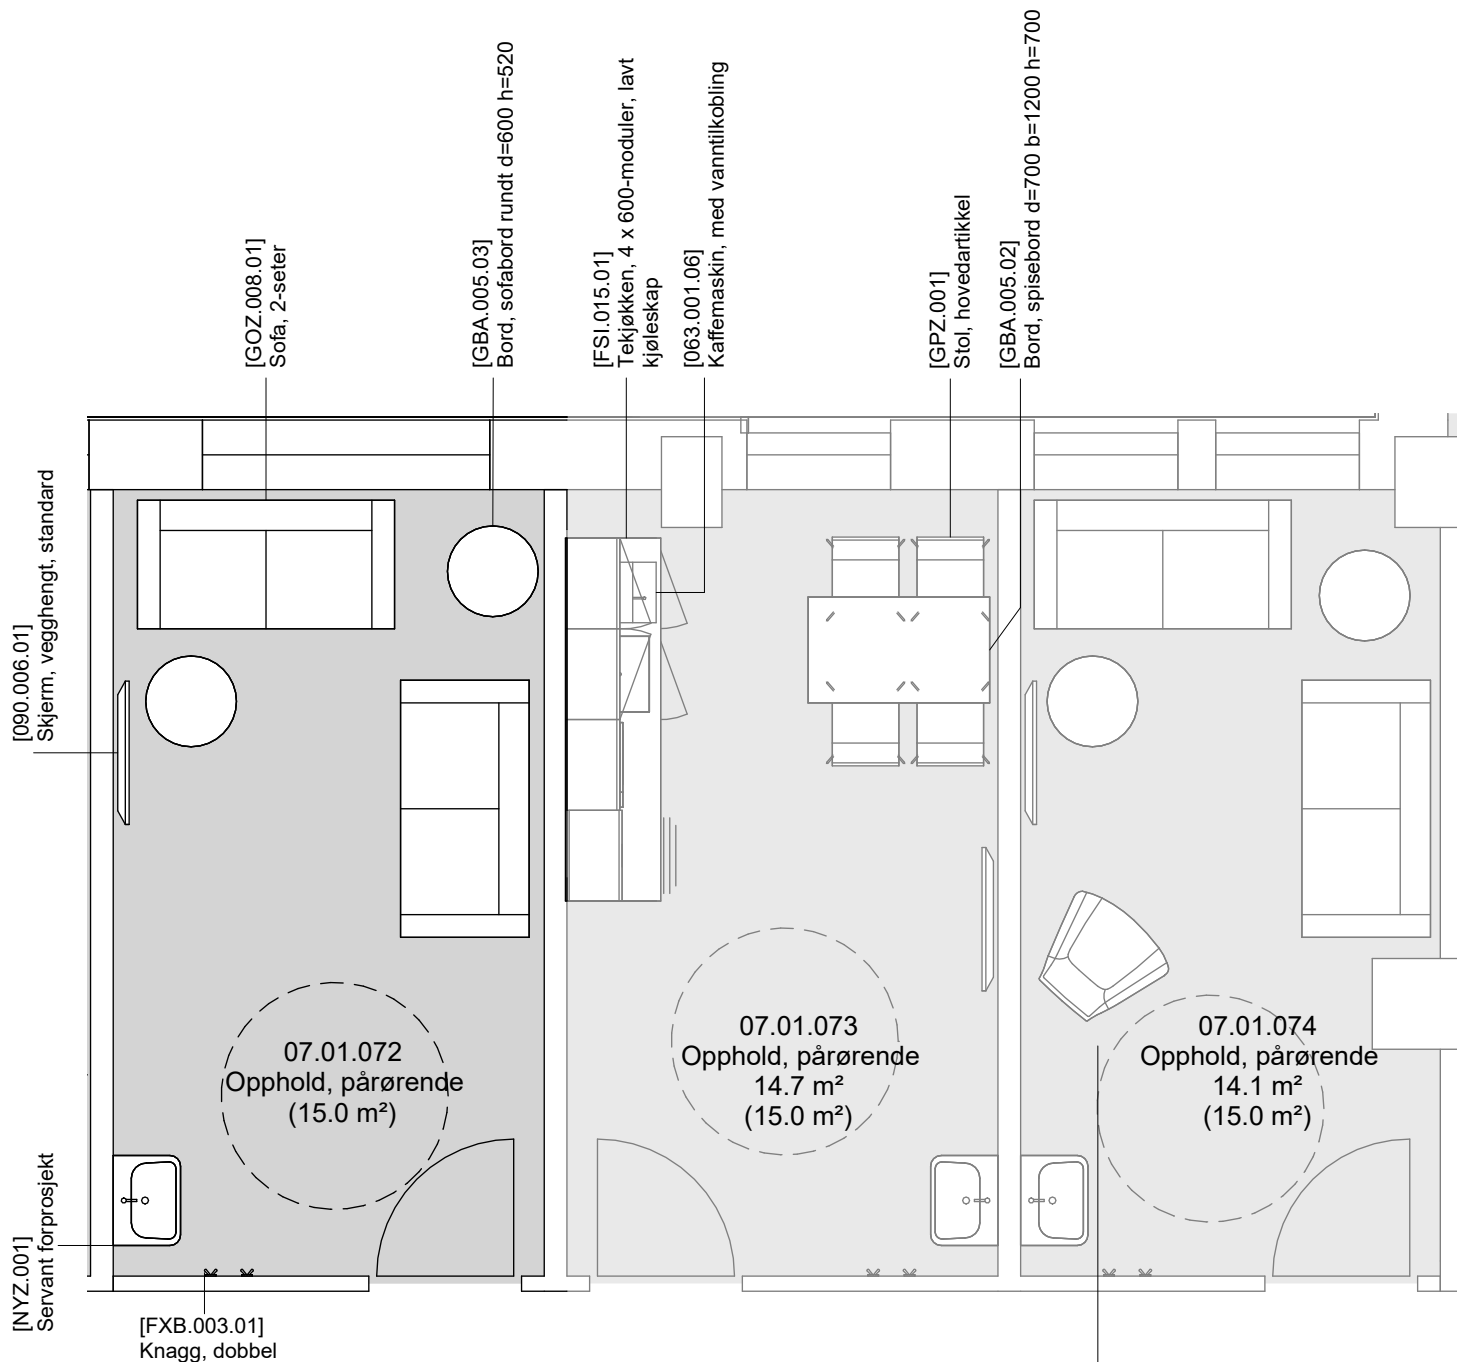 [GOZ.008.01]
Sofa, 2-seter
[GBA.005.03]
Bord, sofabord rundt d=600 h=520
[FSI.015.01]
Tekjøkken, 4 x 600-moduler, lavt
kjøleskap
[063.001.06]
Kaffemaskin, med vanntilkobling
[GPZ.001]
Stol, hovedartikkel
[GBA.005.02]
Bord, spisebord d=700 b=1200 h=700
[090.006.01]
Skjerm, vegghengt, standard
07.01.072
Opphold, pårørende
(15.0 m²)
07.01.073
Opphold, pårørende
14.7 m²
(15.0 m²)
07.01.074
Opphold, pårørende
14.1 m²
(15.0 m²)
[NYZ.001]
Servant forprosjekt
[FXB.003.01]
Knagg, dobbel